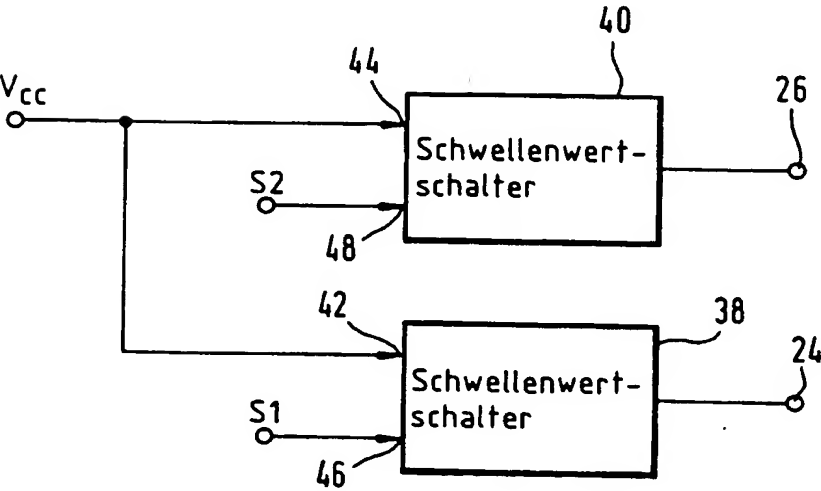 40
44
26
Vcc
Schwellenwert-
schalter
S2
48
42
38
24
Schwellenwert-
schalter
S1
46